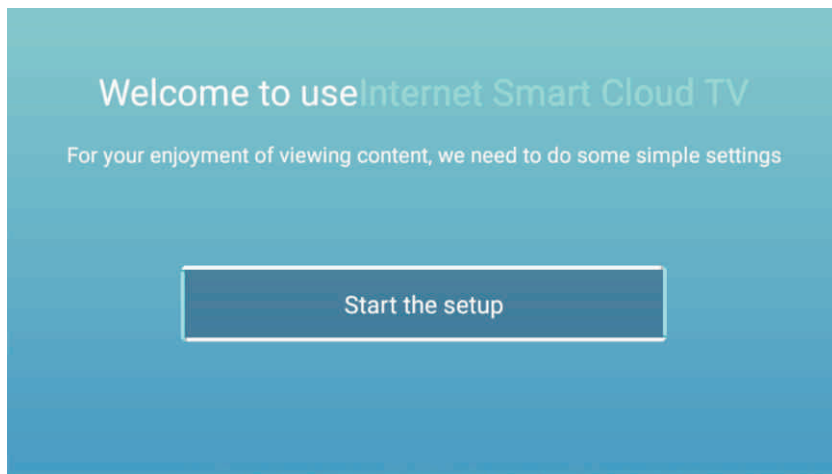 Welcome to useInternet Smart Cloud TV
For your enjoyment of viewing content, we need to do some simple settings
Start the setup